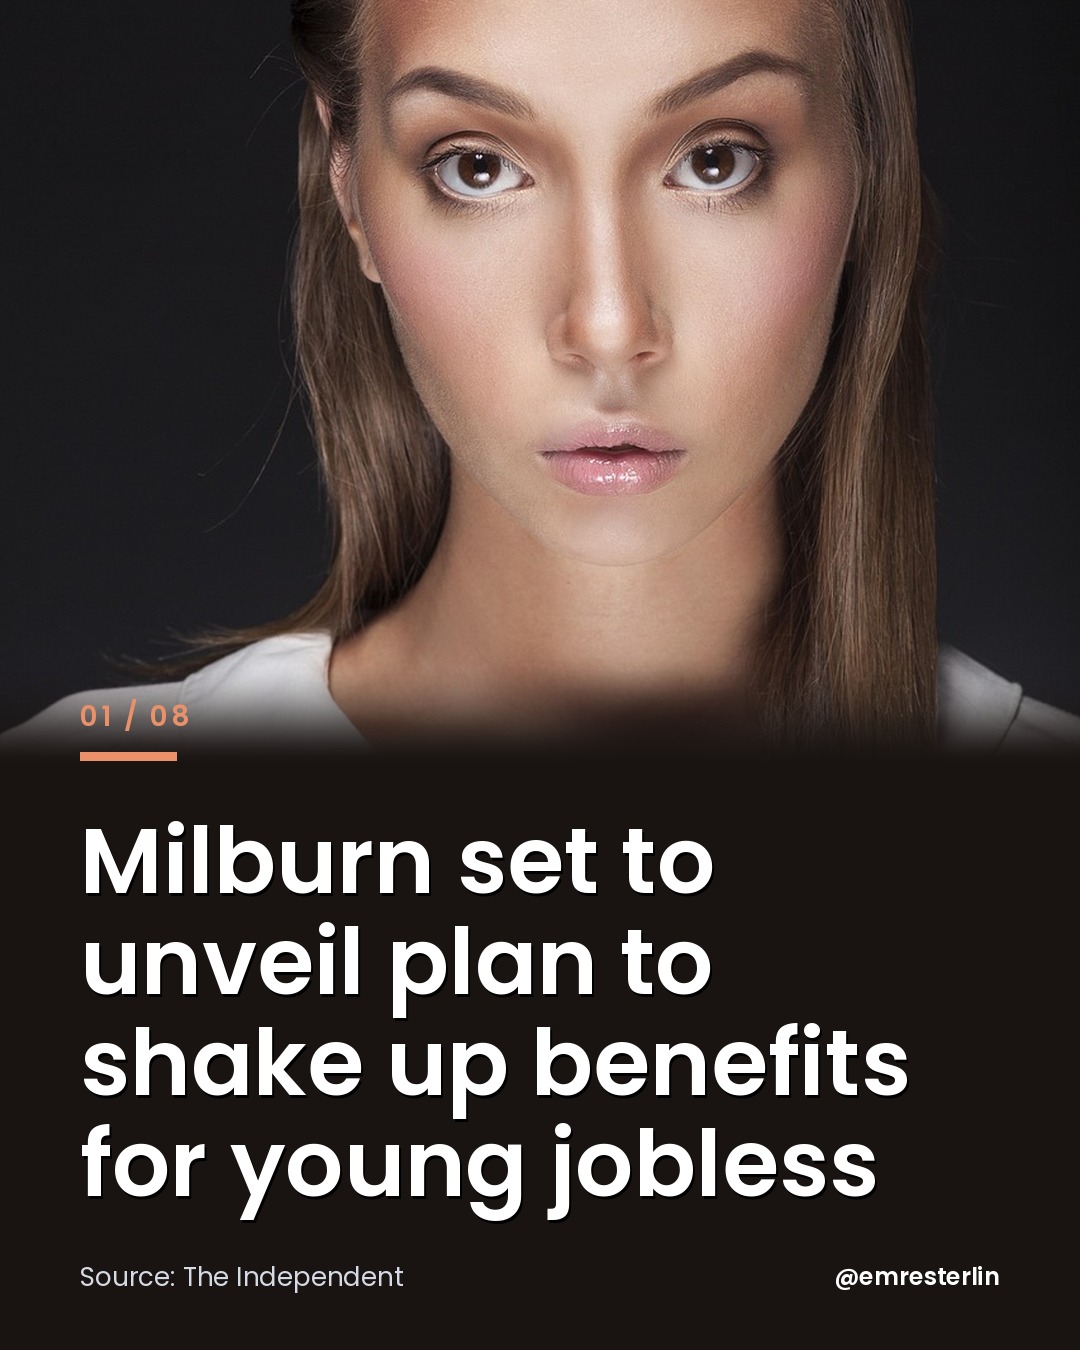 01 / 08
Milburn set to
unveil plan to
shake up benefits
for young jobless
Source: The Independent
@emresterlin